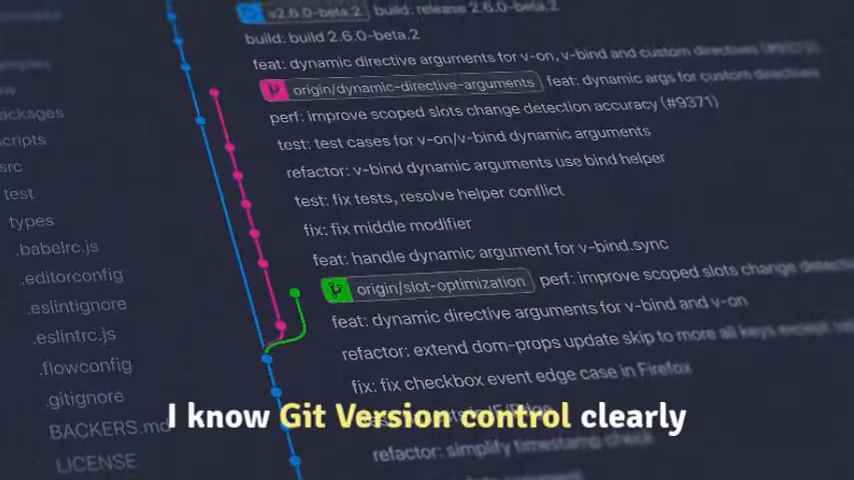 v2.6.0-beta.2 build: release 2.6.0-beta.2
build: build 2.6.0-beta.2
feat: dynamic directive arguments for v-on, v-bind and custom directives (#9373)
origin/dynamic-directive-arguments feat: dynamic args for custom directives
perf: improve scoped slots change detection accuracy (#9371)
test: test cases for v-on/v-bind dynamic arguments
refactor: v-bind dynamic arguments use bind helper
test: fix tests, resolve helper conflict
fix: fix middle modifier
feat: handle dynamic argument for v-bind.sync
origin/slot-optimization perf: improve scoped slots change
feat: dynamic directive arguments for v-bind and v-on
refactor: extend dom-props update skip to more all keys except
fix: fix checkbox event edge case in Firefox
refactor: simplify timestamp check
scripts
src
test
types
.babelrc.js
.editorconfig
.eslintignore
.eslintrc.js
.flowconfig
.gitignore
BACKERS.md
LICENSE
I know Git Version control clearly